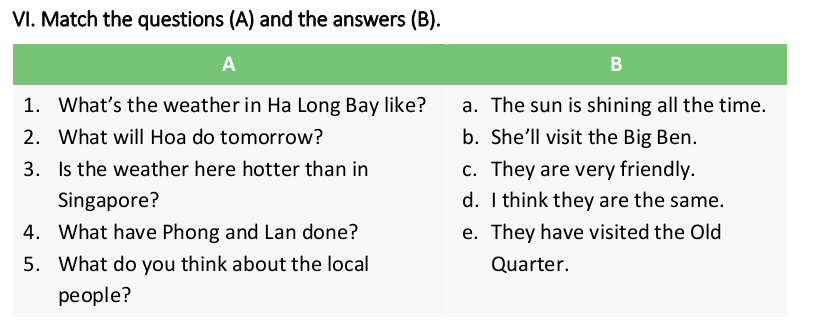 VI. Match the questions (A) and the answers (B).
A
B
1. What's the weather in Ha Long Bay like?
2. What will Hoa do tomorrow?
3. Is the weather here hotter than in
Singapore?
4. What have Phong and Lan done?
5. What do you think about the local
people?
a. The sun is shining all the time.
b. She'll visit the Big Ben.
c. They are very friendly.
d. I think they are the same.
e. They have visited the Old
Quarter.